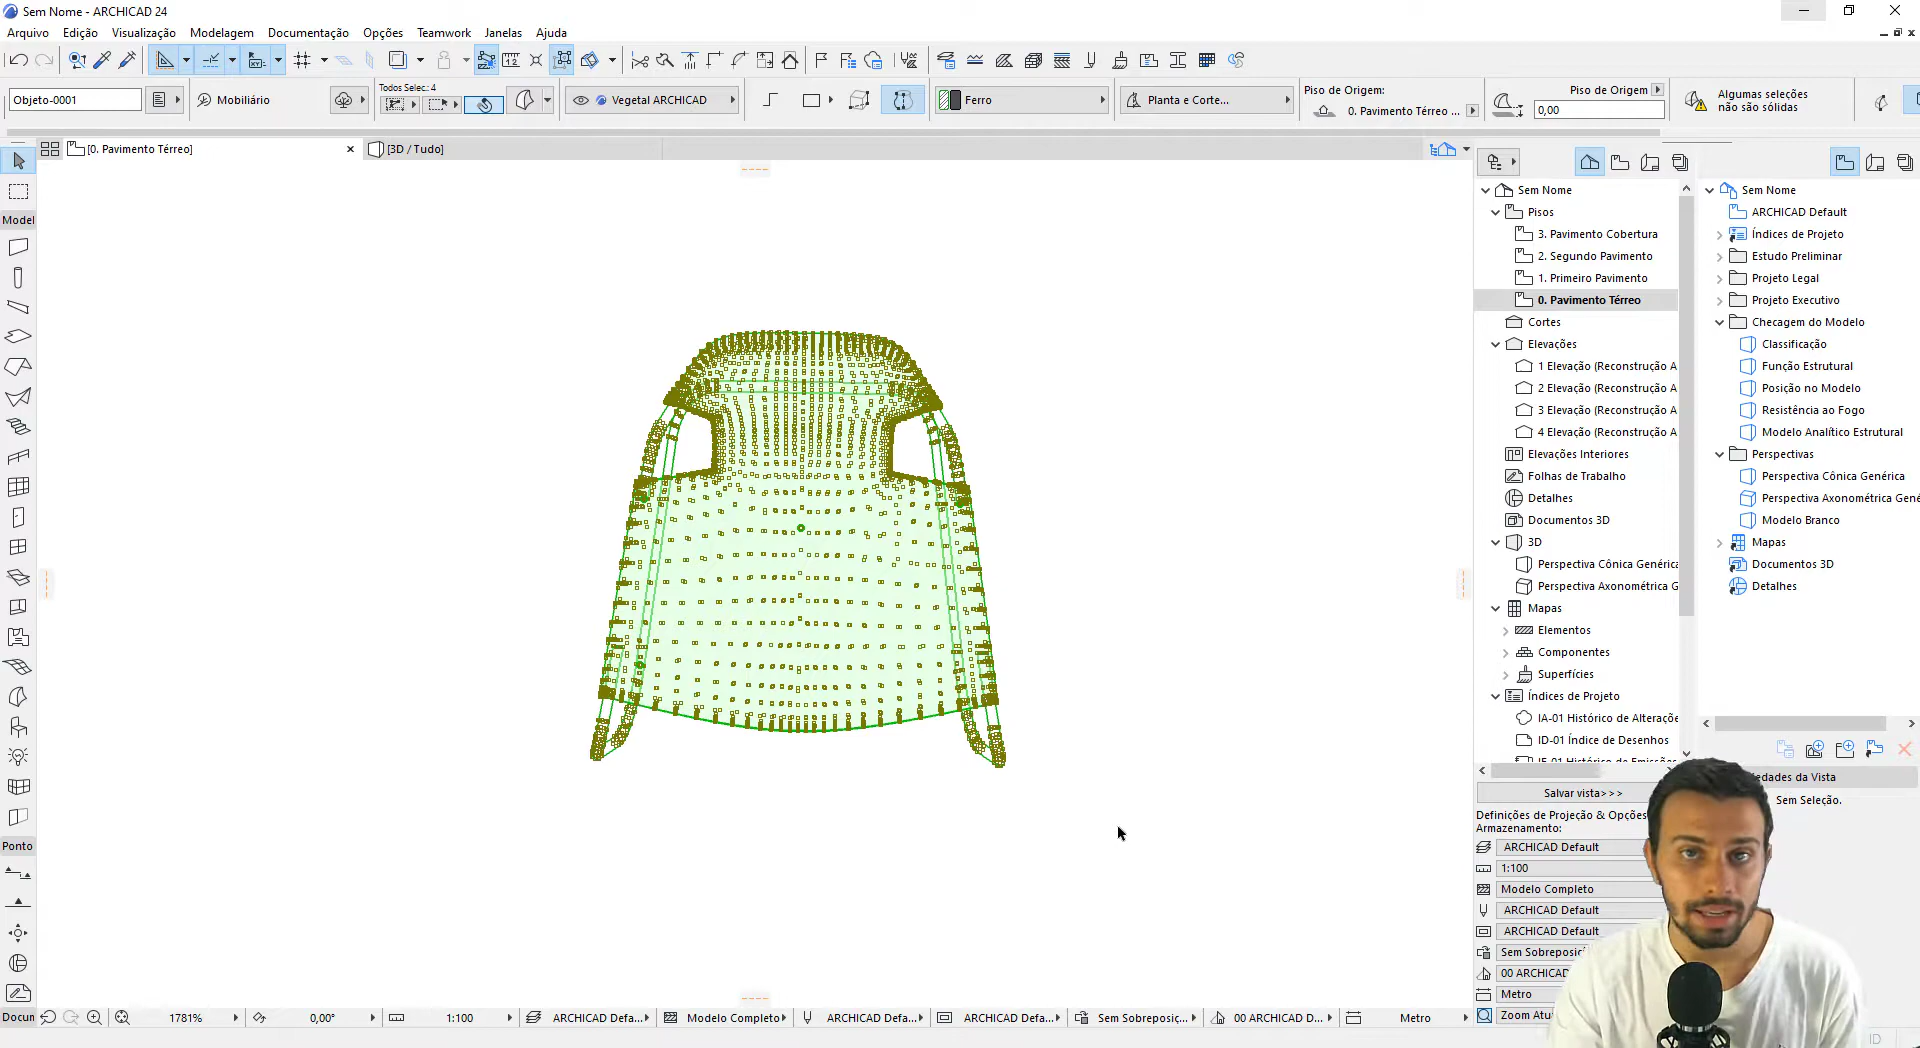 Sem Nome - ARCHICAD 24
Arquivo Edição Visualização Modelagem Documentação Opções Teamwork Janelas Ajuda
Todos Selec.: 4
Objeto-0001
Mobiliário
Vegetal ARCHICAD
Ferro
Planta e Corte...
Piso de Origem:
0. Pavimento Térreo ...
Piso de Origem
0,00
Algumas seleções
não são sólidas
[0. Pavimento Térreo]
[3D / Tudo]
Model
Ponto
Docun
Sem Nome
Pisos
3. Pavimento Cobertura
2. Segundo Pavimento
1. Primeiro Pavimento
0. Pavimento Térreo
Cortes
Elevações
1 Elevação (Reconstrução A
2 Elevação (Reconstrução A
3 Elevação (Reconstrução A
4 Elevação (Reconstrução A
Elevações Interiores
Folhas de Trabalho
Detalhes
Documentos 3D
3D
Perspectiva Cônica Genérica
Perspectiva Axonométrica G
Mapas
Elementos
Componentes
Superfícies
Índices de Projeto
IA-01 Histórico de Alteraçõe
ID-01 Índice de Desenhos
Sem Nome
ARCHICAD Default
Índices de Projeto
Estudo Preliminar
Projeto Legal
Projeto Executivo
Checagem do Modelo
Classificação
Função Estrutural
Posição no Modelo
Resistência ao Fogo
Modelo Analítico Estrutural
Perspectivas
Perspectiva Cônica Genérica
Perspectiva Axonométrica Gené
Modelo Branco
Mapas
Documentos 3D
Detalhes
edades da Vista
Sem Seleção.
Salvar vista>>>
Definições de Projeção & Opções
Armazenamento:
ARCHICAD Default
1:100
Modelo Completo
ARCHICAD Default
ARCHICAD Default
Sem Sobreposiç
00 ARCHICAD
Metro
Zoom Atu
1781% 0,00° 1:100 ARCHICAD Defa... Modelo Completo ARCHICAD Defa... ARCHICAD Defa... Sem Sobreposiç... 00 ARCHICAD D... Metro
ID